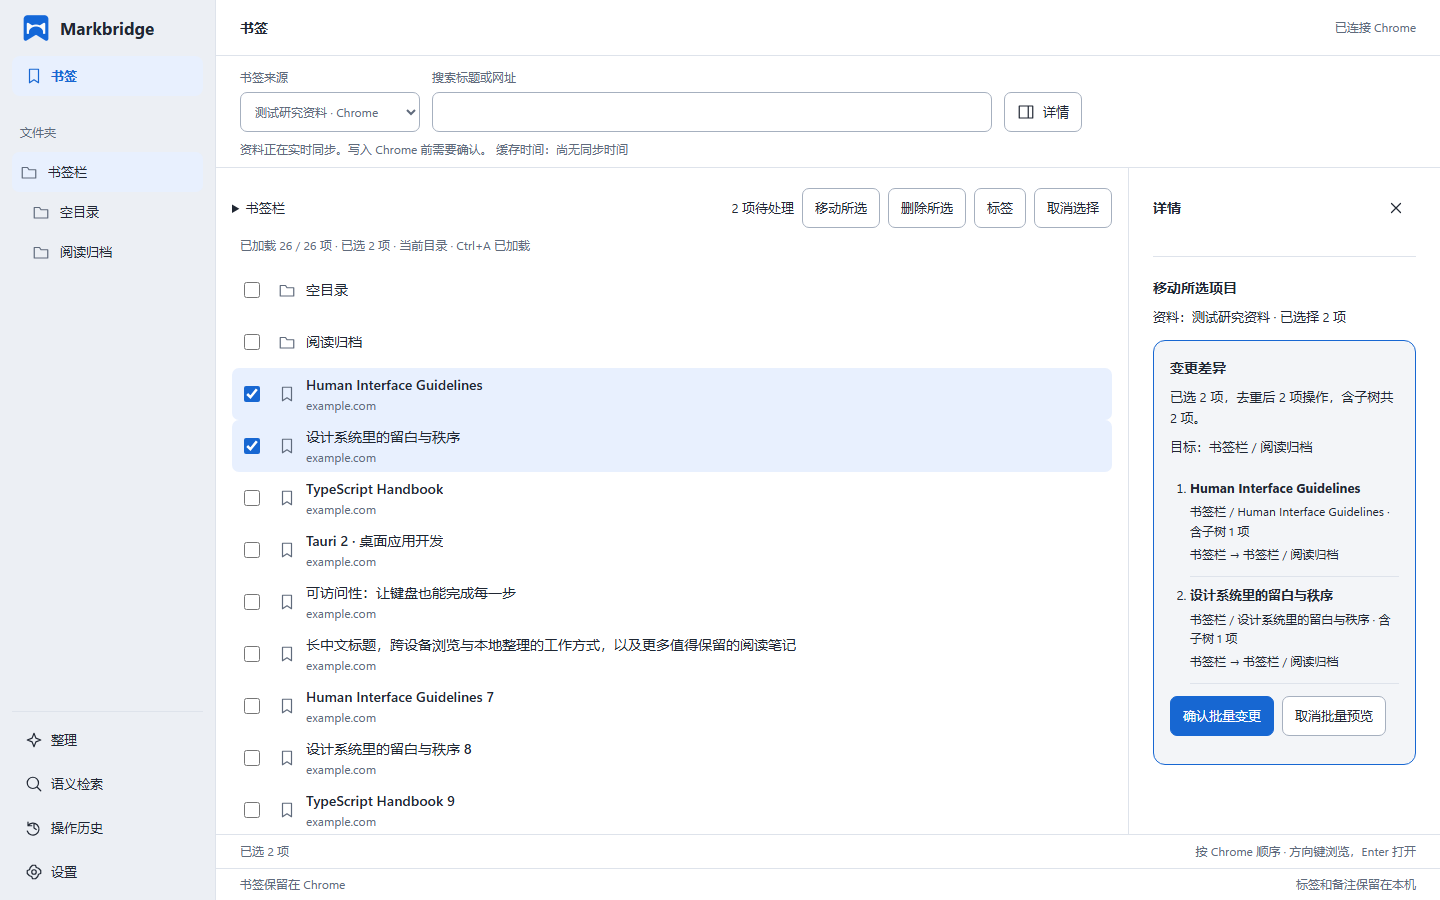 Markbridge
书签
文件夹
书签栏
空目录
阅读归档
整理
语义检索
操作历史
设置
书签
已连接 Chrome
书签来源
测试研究资料 · Chrome
搜索标题或网址
详情
资料正在实时同步。写入 Chrome 前需要确认。 缓存时间：尚无同步时间
书签栏
2 项待处理
移动所选
删除所选
标签
取消选择
已加载 26 / 26 项 · 已选 2 项 · 当前目录 · Ctrl+A 已加载
空目录
阅读归档
Human Interface Guidelines
example.com
设计系统里的留白与秩序
example.com
TypeScript Handbook
example.com
Tauri 2 · 桌面应用开发
example.com
可访问性：让键盘也能完成每一步
example.com
长中文标题，跨设备浏览与本地整理的工作方式，以及更多值得保留的阅读笔记
example.com
Human Interface Guidelines 7
example.com
设计系统里的留白与秩序 8
example.com
TypeScript Handbook 9
example.com
详情
移动所选项目
资料：测试研究资料 · 已选择 2 项
变更差异
已选 2 项，去重后 2 项操作，含子树共
2 项。
目标：书签栏 / 阅读归档
1. Human Interface Guidelines
书签栏 / Human Interface Guidelines ·
含子树 1 项
书签栏 → 书签栏 / 阅读归档
2. 设计系统里的留白与秩序
书签栏 / 设计系统里的留白与秩序 · 含
子树 1 项
书签栏 → 书签栏 / 阅读归档
确认批量变更
取消批量预览
已选 2 项
按 Chrome 顺序 · 方向键浏览，Enter 打开
书签保留在 Chrome
标签和备注保留在本机